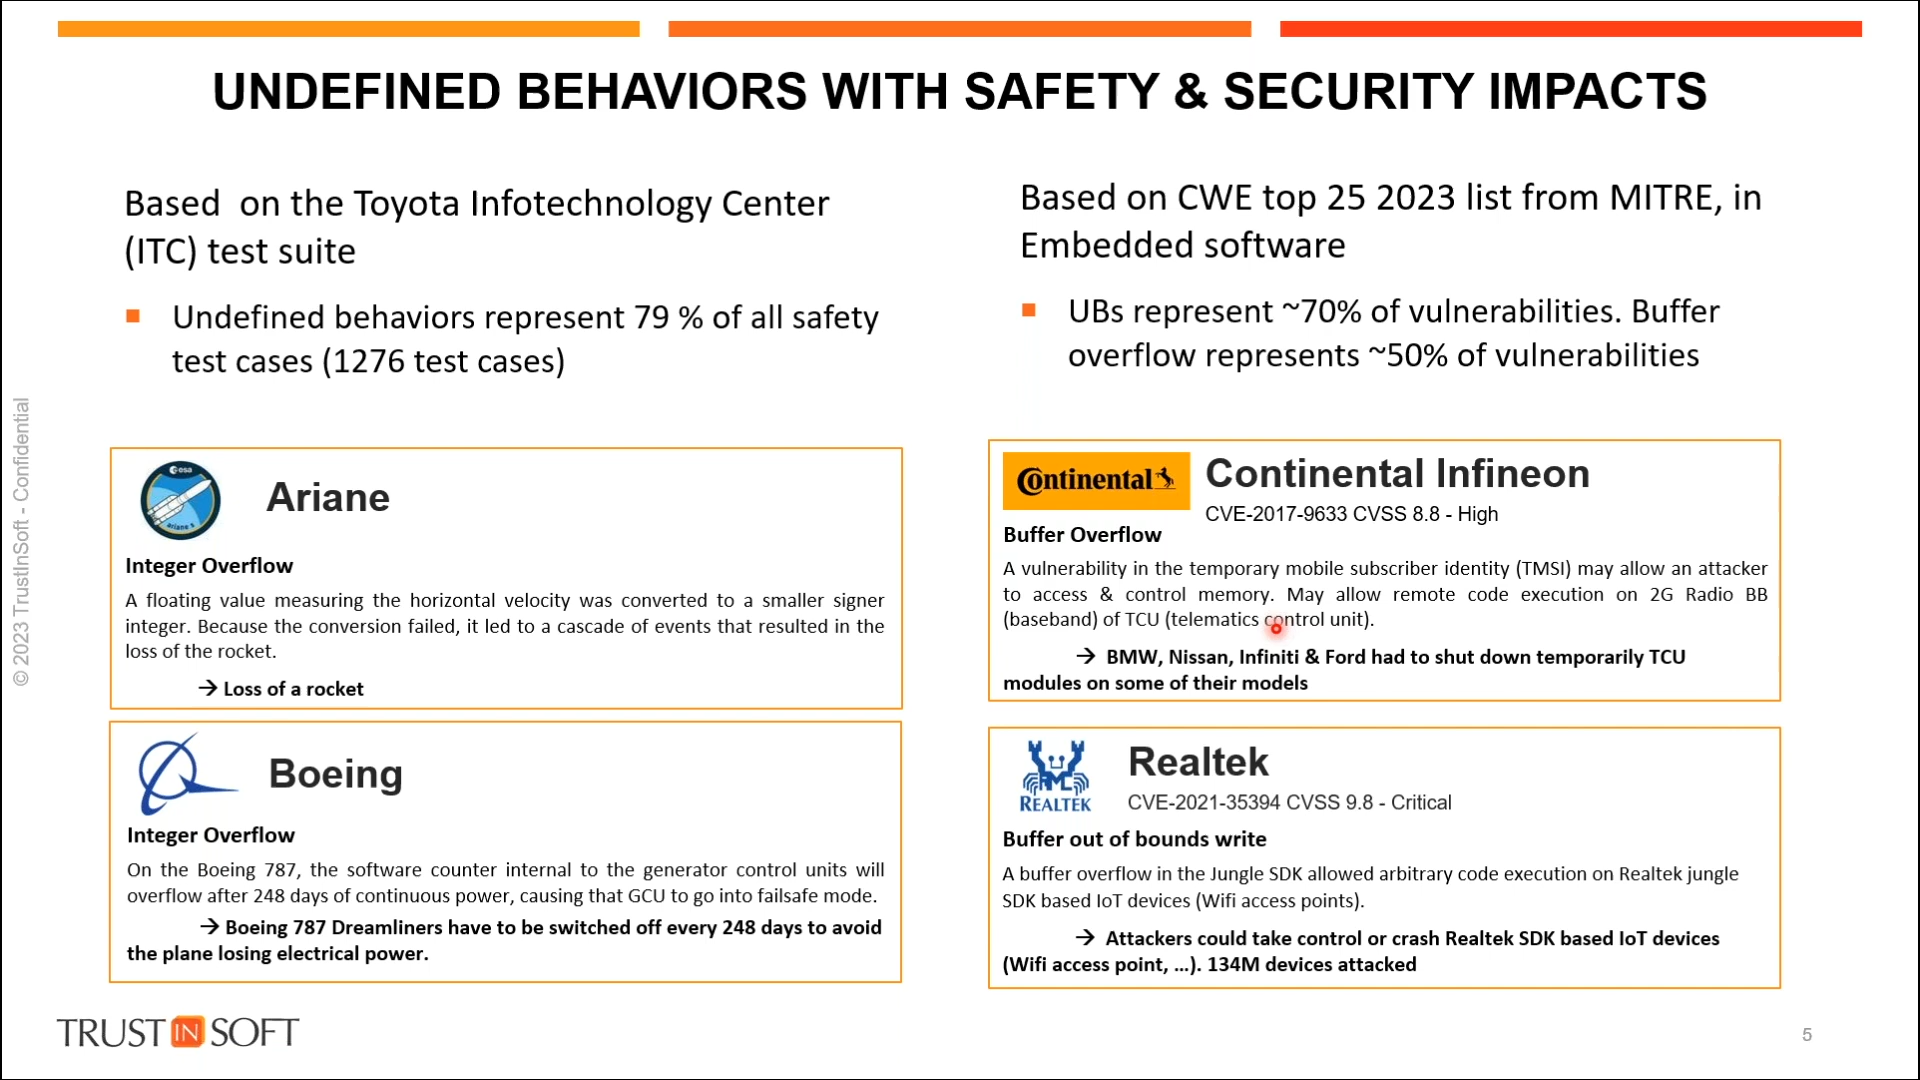 UNDEFINED BEHAVIORS WITH SAFETY & SECURITY IMPACTS
Based on the Toyota Infotechnology Center
(ITC) test suite
Undefined behaviors represent 79 % of all safety
test cases (1276 test cases)
Based on CWE top 25 2023 list from MITRE, in
Embedded software
UBs represent ~70% of vulnerabilities. Buffer
overflow represents ~50% of vulnerabilities
© 2023 TrustInSoft - Confidential
esa
ariane 5
Ariane
Integer Overflow
A floating value measuring the horizontal velocity was converted to a smaller signer
integer. Because the conversion failed, it led to a cascade of events that resulted in the
loss of the rocket.
→ Loss of a rocket
Boeing
Integer Overflow
On the Boeing 787, the software counter internal to the generator control units will
overflow after 248 days of continuous power, causing that GCU to go into failsafe mode.
→ Boeing 787 Dreamliners have to be switched off every 248 days to avoid
the plane losing electrical power.
Continental
Continental Infineon
CVE-2017-9633 CVSS 8.8 - High
Buffer Overflow
A vulnerability in the temporary mobile subscriber identity (TMSI) may allow an attacker
to access & control memory. May allow remote code execution on 2G Radio BB
(baseband) of TCU (telematics control unit).
→ BMW, Nissan, Infiniti & Ford had to shut down temporarily TCU
modules on some of their models
REALTEK
Realtek
CVE-2021-35394 CVSS 9.8 - Critical
Buffer out of bounds write
A buffer overflow in the Jungle SDK allowed arbitrary code execution on Realtek jungle
SDK based IoT devices (Wifi access points).
→ Attackers could take control or crash Realtek SDK based IoT devices
(Wifi access point, ...). 134M devices attacked
TRUST IN SOFT
5